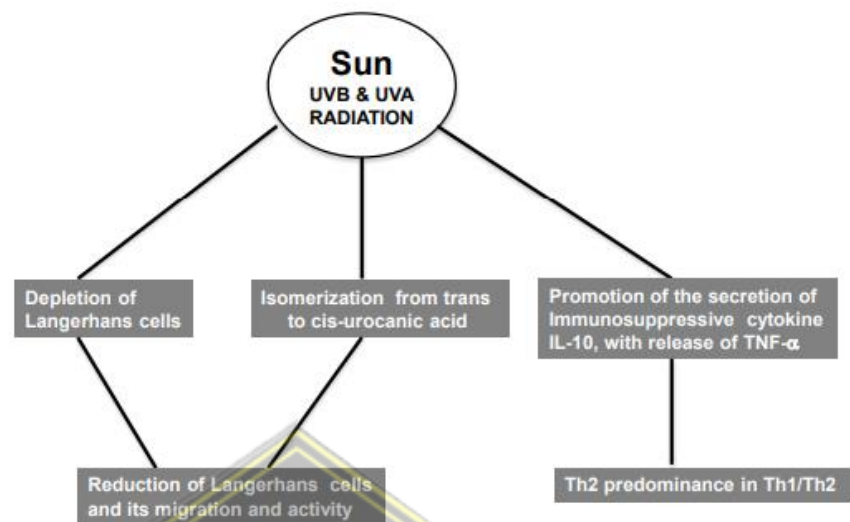 Sun
UVB & UVA
RADIATION
Depletion of
Langerhans cells
Isomerization from trans
to cis-urocanic acid
Promotion of the secretion of
Immunosuppressive cytokine
IL-10, with release of TNF-α
Reduction of Langerhans cells
and its migration and activity
Th2 predominance in Th1/Th2